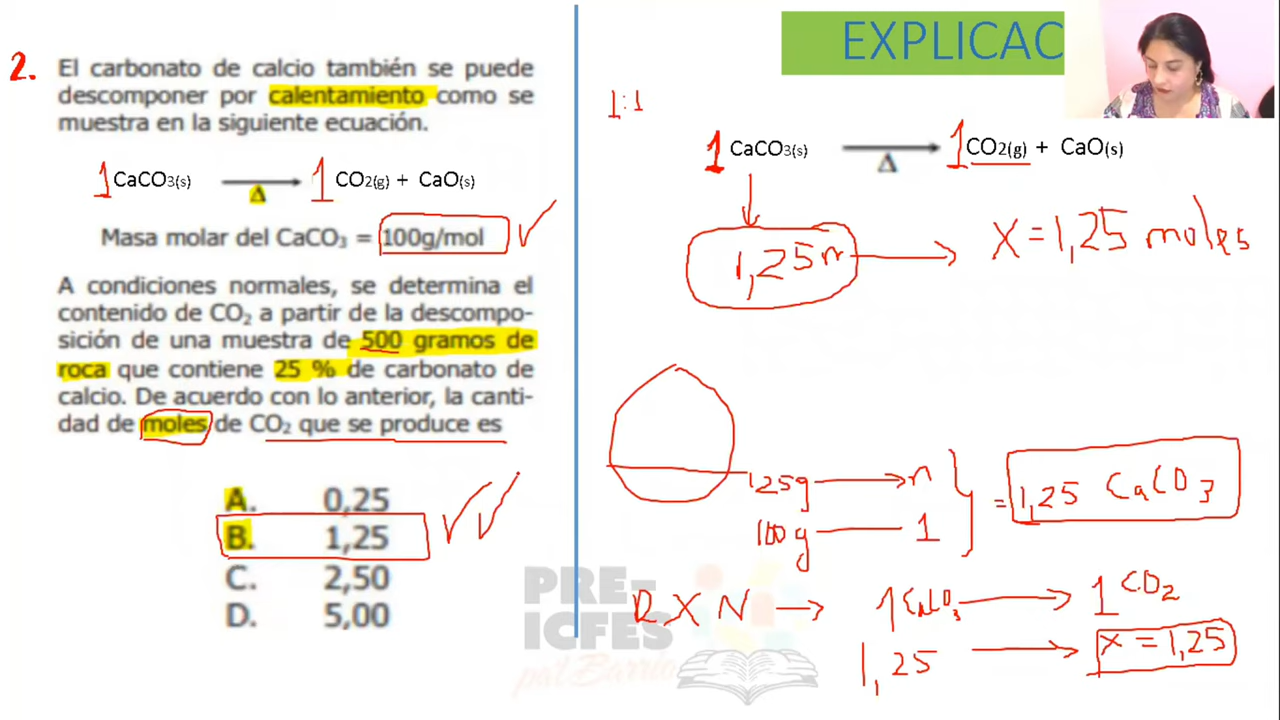 2.
El carbonato de calcio también se puede
descomponer por calentamiento como se
muestra en la siguiente ecuación.
1 CaCO3(s) Δ 1 CO2(g) + CaO(s)
Masa molar del CaCO₃ = 100g/mol
A condiciones normales, se determina el
contenido de CO₂ a partir de la descompo-
sición de una muestra de 500 gramos de
roca que contiene 25 % de carbonato de
calcio. De acuerdo con lo anterior, la canti-
dad de moles de CO₂ que se produce es
A. 0,25
B. 1,25
C. 2,50
D. 5,00
EXPLICAC
1:1
1 CaCO3(s) Δ 1 CO2(g) + CaO(s)
1,25n → X = 1,25 moles
125g → n
100g — 1
= 1,25 CaCO3
RXN → 1 CaCO3 → 1 CO2
1,25 → x = 1,25
PRE-
ICFES
pal Barrio